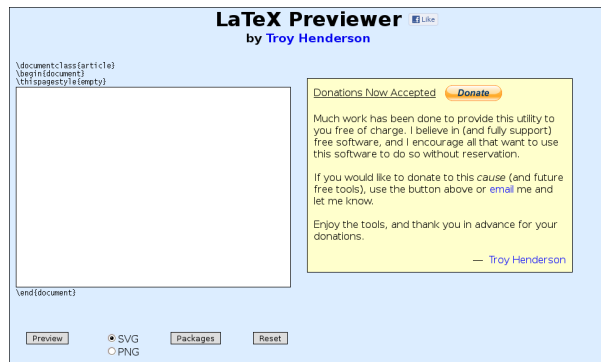 LaTeX Previewer Like
by Troy Henderson
\documentclass{article}
\begin{document}
\thispagestyle{empty}
Donations Now Accepted Donate
Much work has been done to provide this utility to
you free of charge. I believe in (and fully support)
free software, and I encourage all that want to use
this software to do so without reservation.
If you would like to donate to this cause (and future
free tools), use the button above or email me and
let me know.
Enjoy the tools, and thank you in advance for your
donations.
— Troy Henderson
\end{document}
Preview SVG Packages Reset
PNG